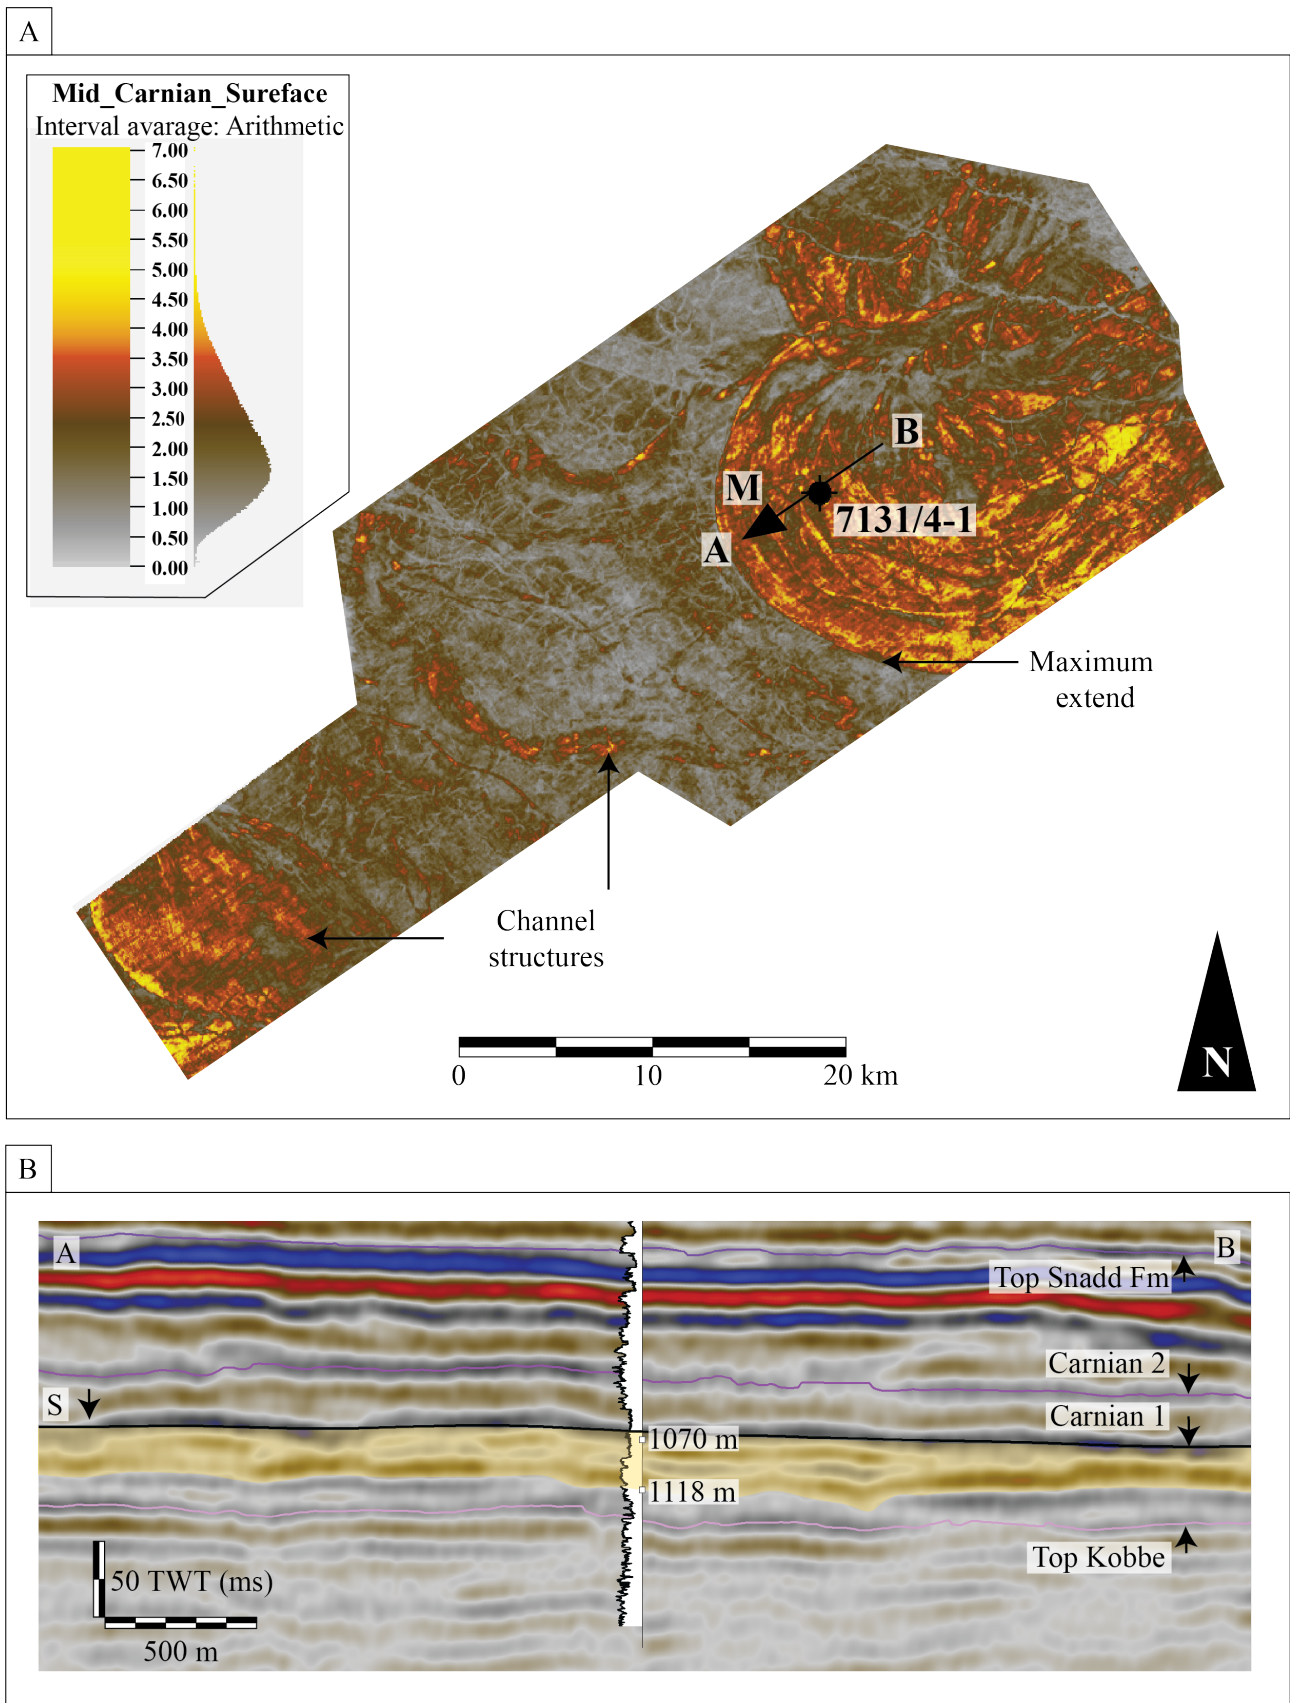 A
Mid_Carnian_Sureface
Interval avarage: Arithmetic
7.00
6.50
6.00
5.50
5.00
4.50
4.00
3.50
3.00
2.50
2.00
1.50
1.00
0.50
0.00
B
M
7131/4-1
A
Maximum
extend
Channel
structures
0 10 20 km
N
B
A
B
Top Snadd Fm
Carnian 2
S
Carnian 1
1070 m
1118 m
Top Kobbe
50 TWT (ms)
500 m